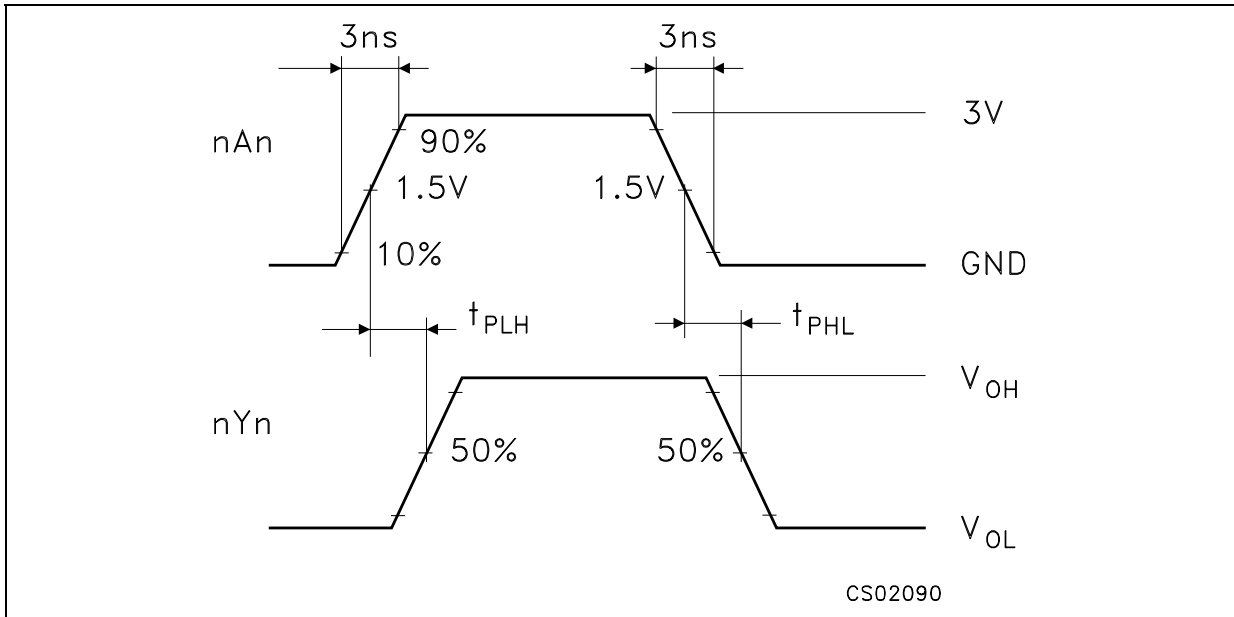 3ns 3ns
nAn 90% 3V
1.5V 1.5V
10% GND
tPLH tPHL
nYn VOH
50% 50%
VOL
CS02090